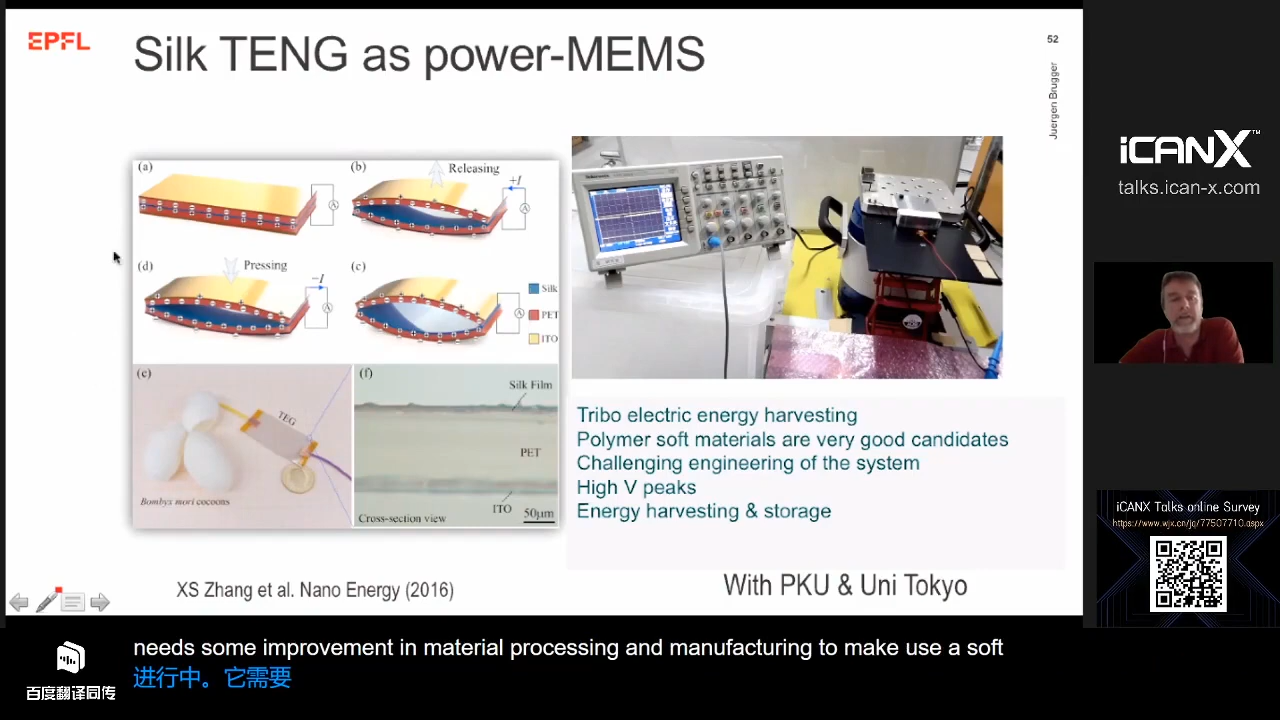 EPFL
Silk TENG as power-MEMS
52
Juergen Brugger
(a)
(b)
Releasing
+I
A
A
(d)
Pressing
-I
(c)
A
A
Silk
PET
ITO
(e)
TEG
Bombyx mori cocoons
(f)
Silk Film
PET
ITO
50μm
Cross-section view
Tribo electric energy harvesting
Polymer soft materials are very good candidates
Challenging engineering of the system
High V peaks
Energy harvesting & storage
XS Zhang et al. Nano Energy (2016)
With PKU & Uni Tokyo
iCANX™
talks.ican-x.com
iCANX Talks online Survey
https://www.wjx.cn/jq/77507710.aspx
needs some improvement in material processing and manufacturing to make use a soft
进行中。它需要
百度翻译同传